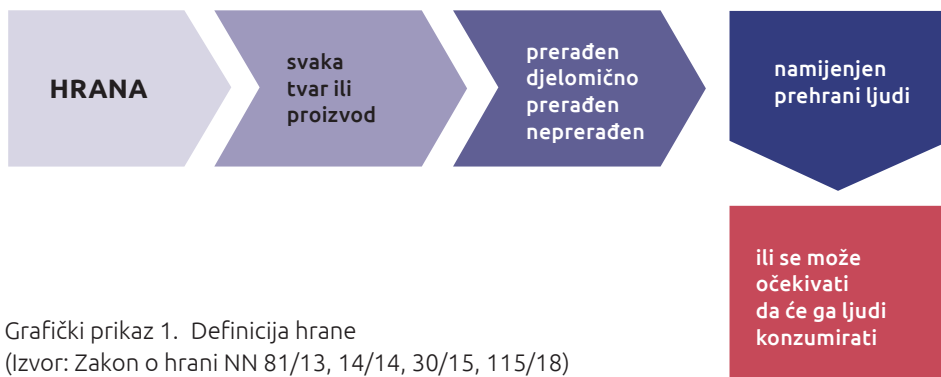 HRANA
svaka
tvar ili
proizvod
prerađen
djelomično
prerađen
neprerađen
namijenjen
prehrani ljudi
ili se može
očekivati
da će ga ljudi
konzumirati
Grafički prikaz 1. Definicija hrane
(Izvor: Zakon o hrani NN 81/13, 14/14, 30/15, 115/18)